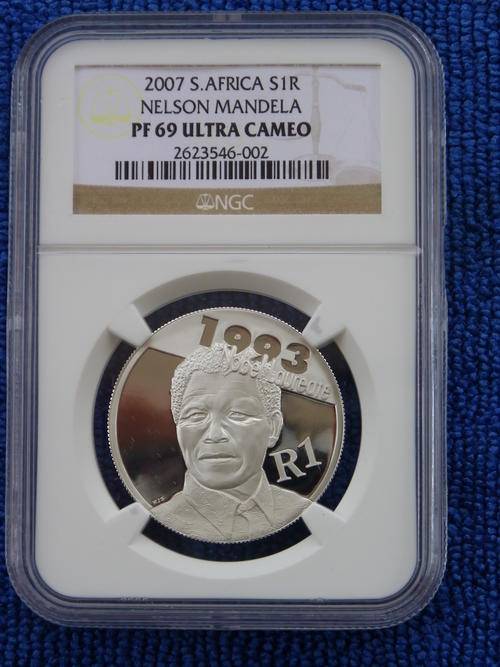 2007 S.AFRICA S1R
NELSON MANDELA
PF 69 ULTRA CAMEO
2623546-002
NGC
1993
Nobel Laureate
R1